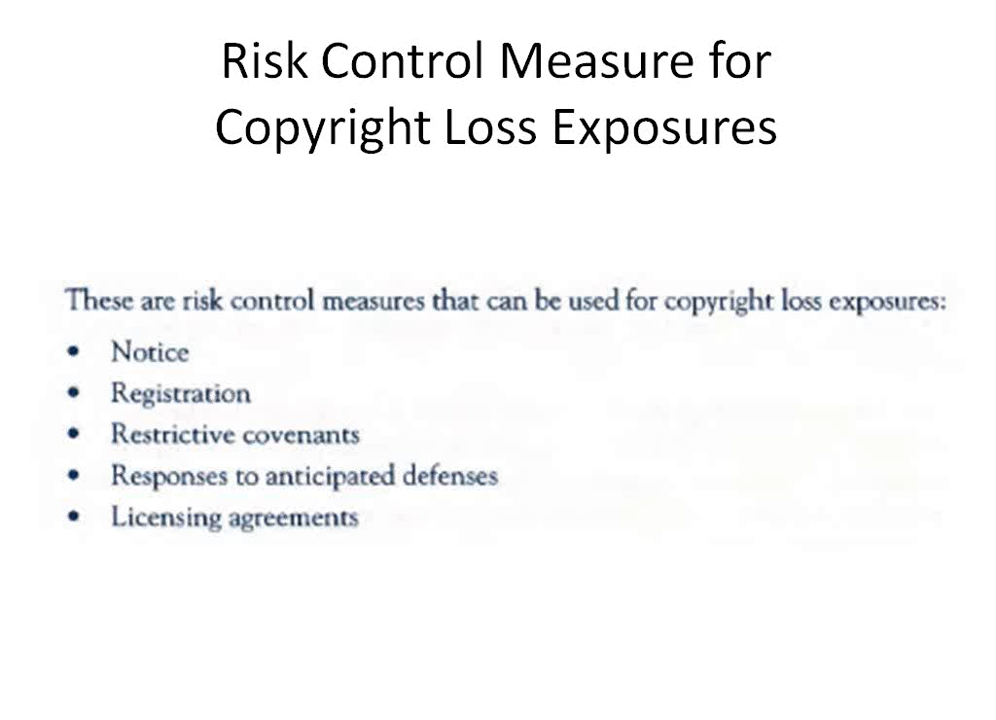 Risk Control Measure for
Copyright Loss Exposures
These are risk control measures that can be used for copyright loss exposures:
• Notice
• Registration
• Restrictive covenants
• Responses to anticipated defenses
• Licensing agreements